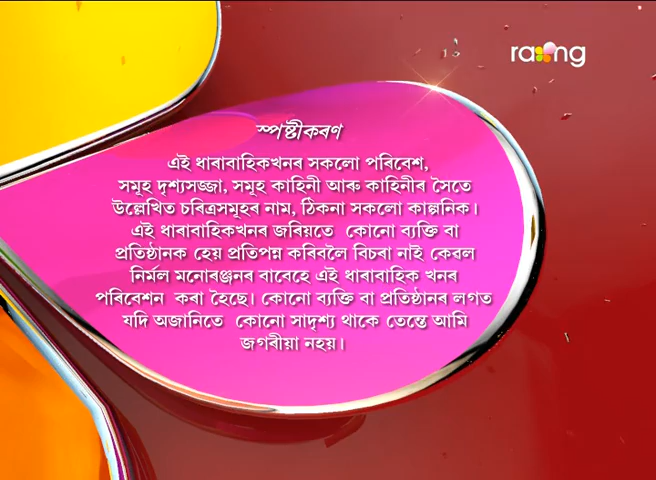 rang
স্পষ্টীকৰণ
এই ধাৰাবাহিকখনৰ সকলো পৰিবেশ,
সমূহ দৃশ্যসজ্জা, সমূহ কাহিনী আৰু কাহিনীৰ সৈতে
উল্লেখিত চৰিত্ৰসমূহৰ নাম, ঠিকনা সকলো কাল্পনিক।
এই ধাৰাবাহিকখনৰ জৰিয়তে কোনো ব্যক্তি বা
প্ৰতিষ্ঠানক হেয় প্ৰতিপন্ন কৰিবলৈ বিচৰা নাই কেৱল
নিৰ্মল মনোৰঞ্জনৰ বাবেহে এই ধাৰাবাহিক খনৰ
পৰিবেশন কৰা হৈছে। কোনো ব্যক্তি বা প্ৰতিষ্ঠানৰ লগত
যদি অজানিতে কোনো সাদৃশ্য থাকে তেন্তে আমি
জগৰীয়া নহয়।